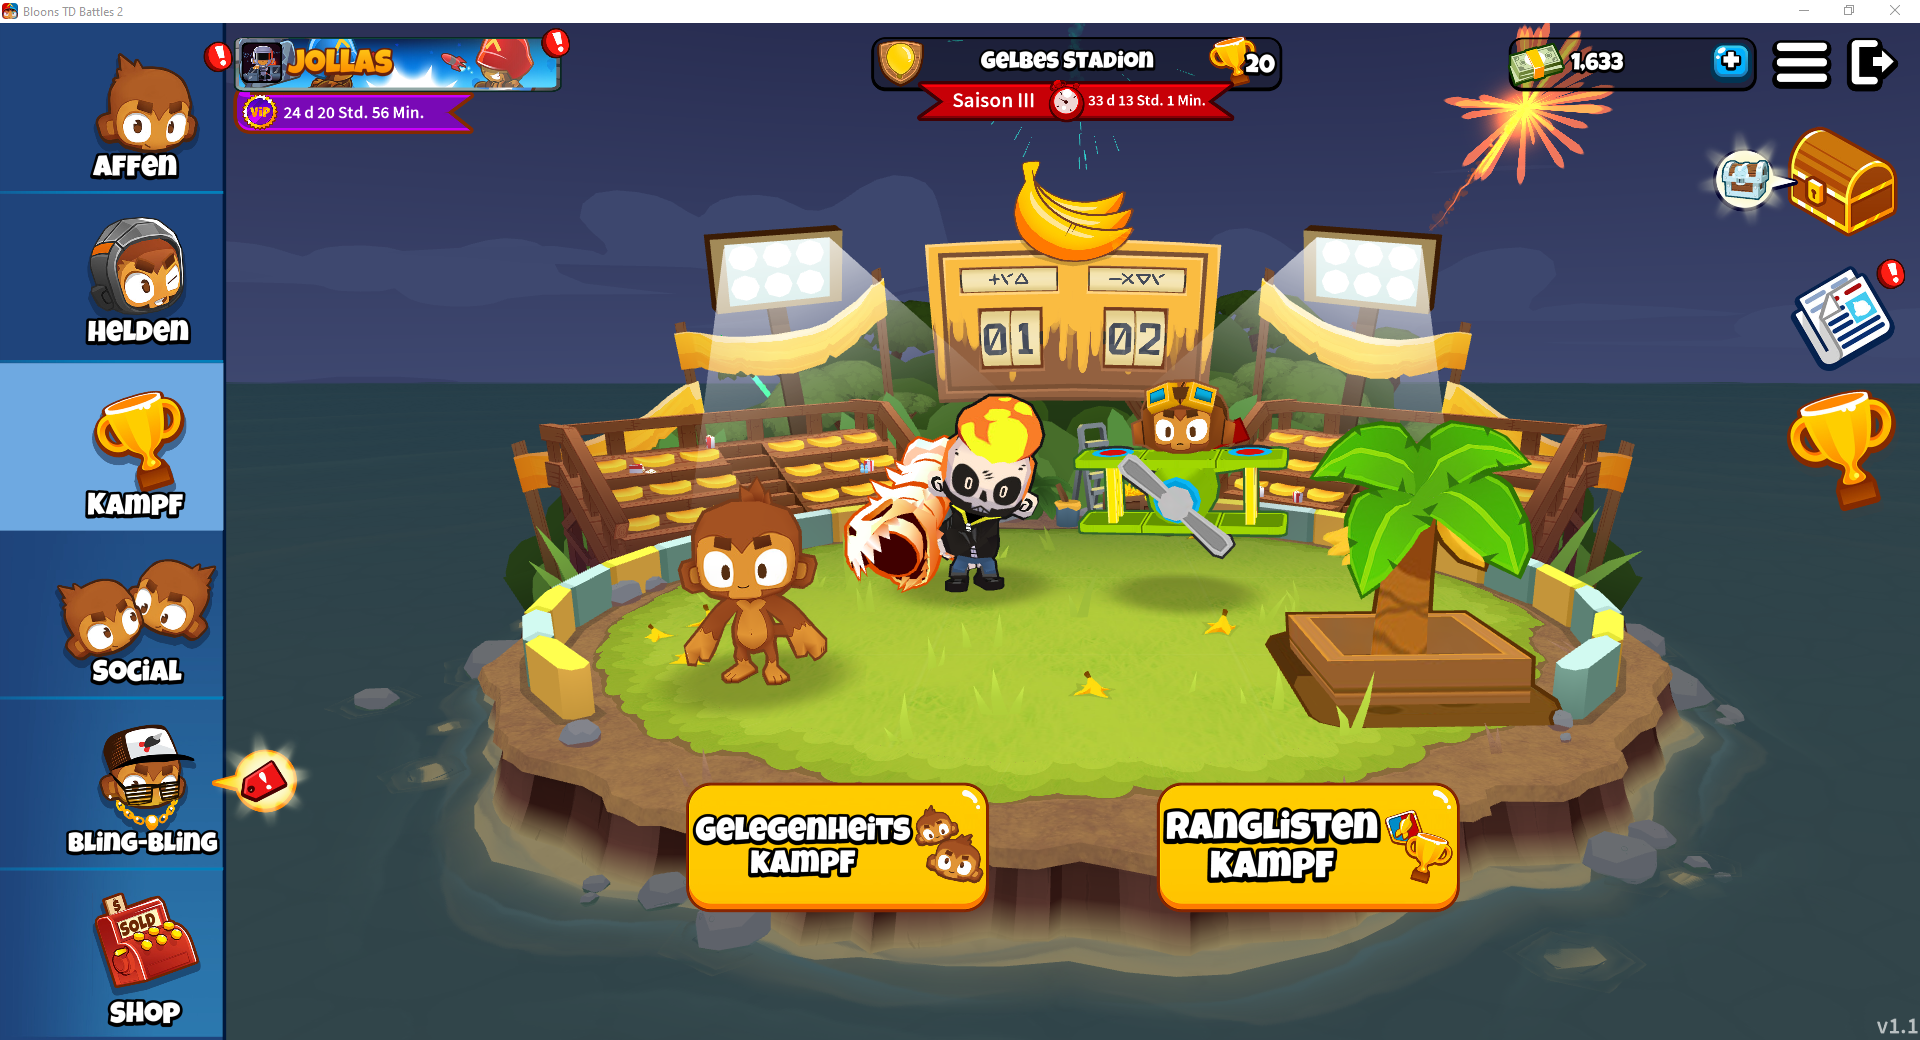 Bloons TD Battles 2
AFFEN
JOLLAS
VIP 24 d 20 Std. 56 Min.
GELBES STADION
20
Saison III 33 d 13 Std. 1 Min.
1,633
HELDEN
01 02
KAMPF
SOCIAL
BLING-BLING
GELEGENHEITS
KAMPF
RANGLISTEN
KAMPF
$
SOLD
SHOP
v1.1